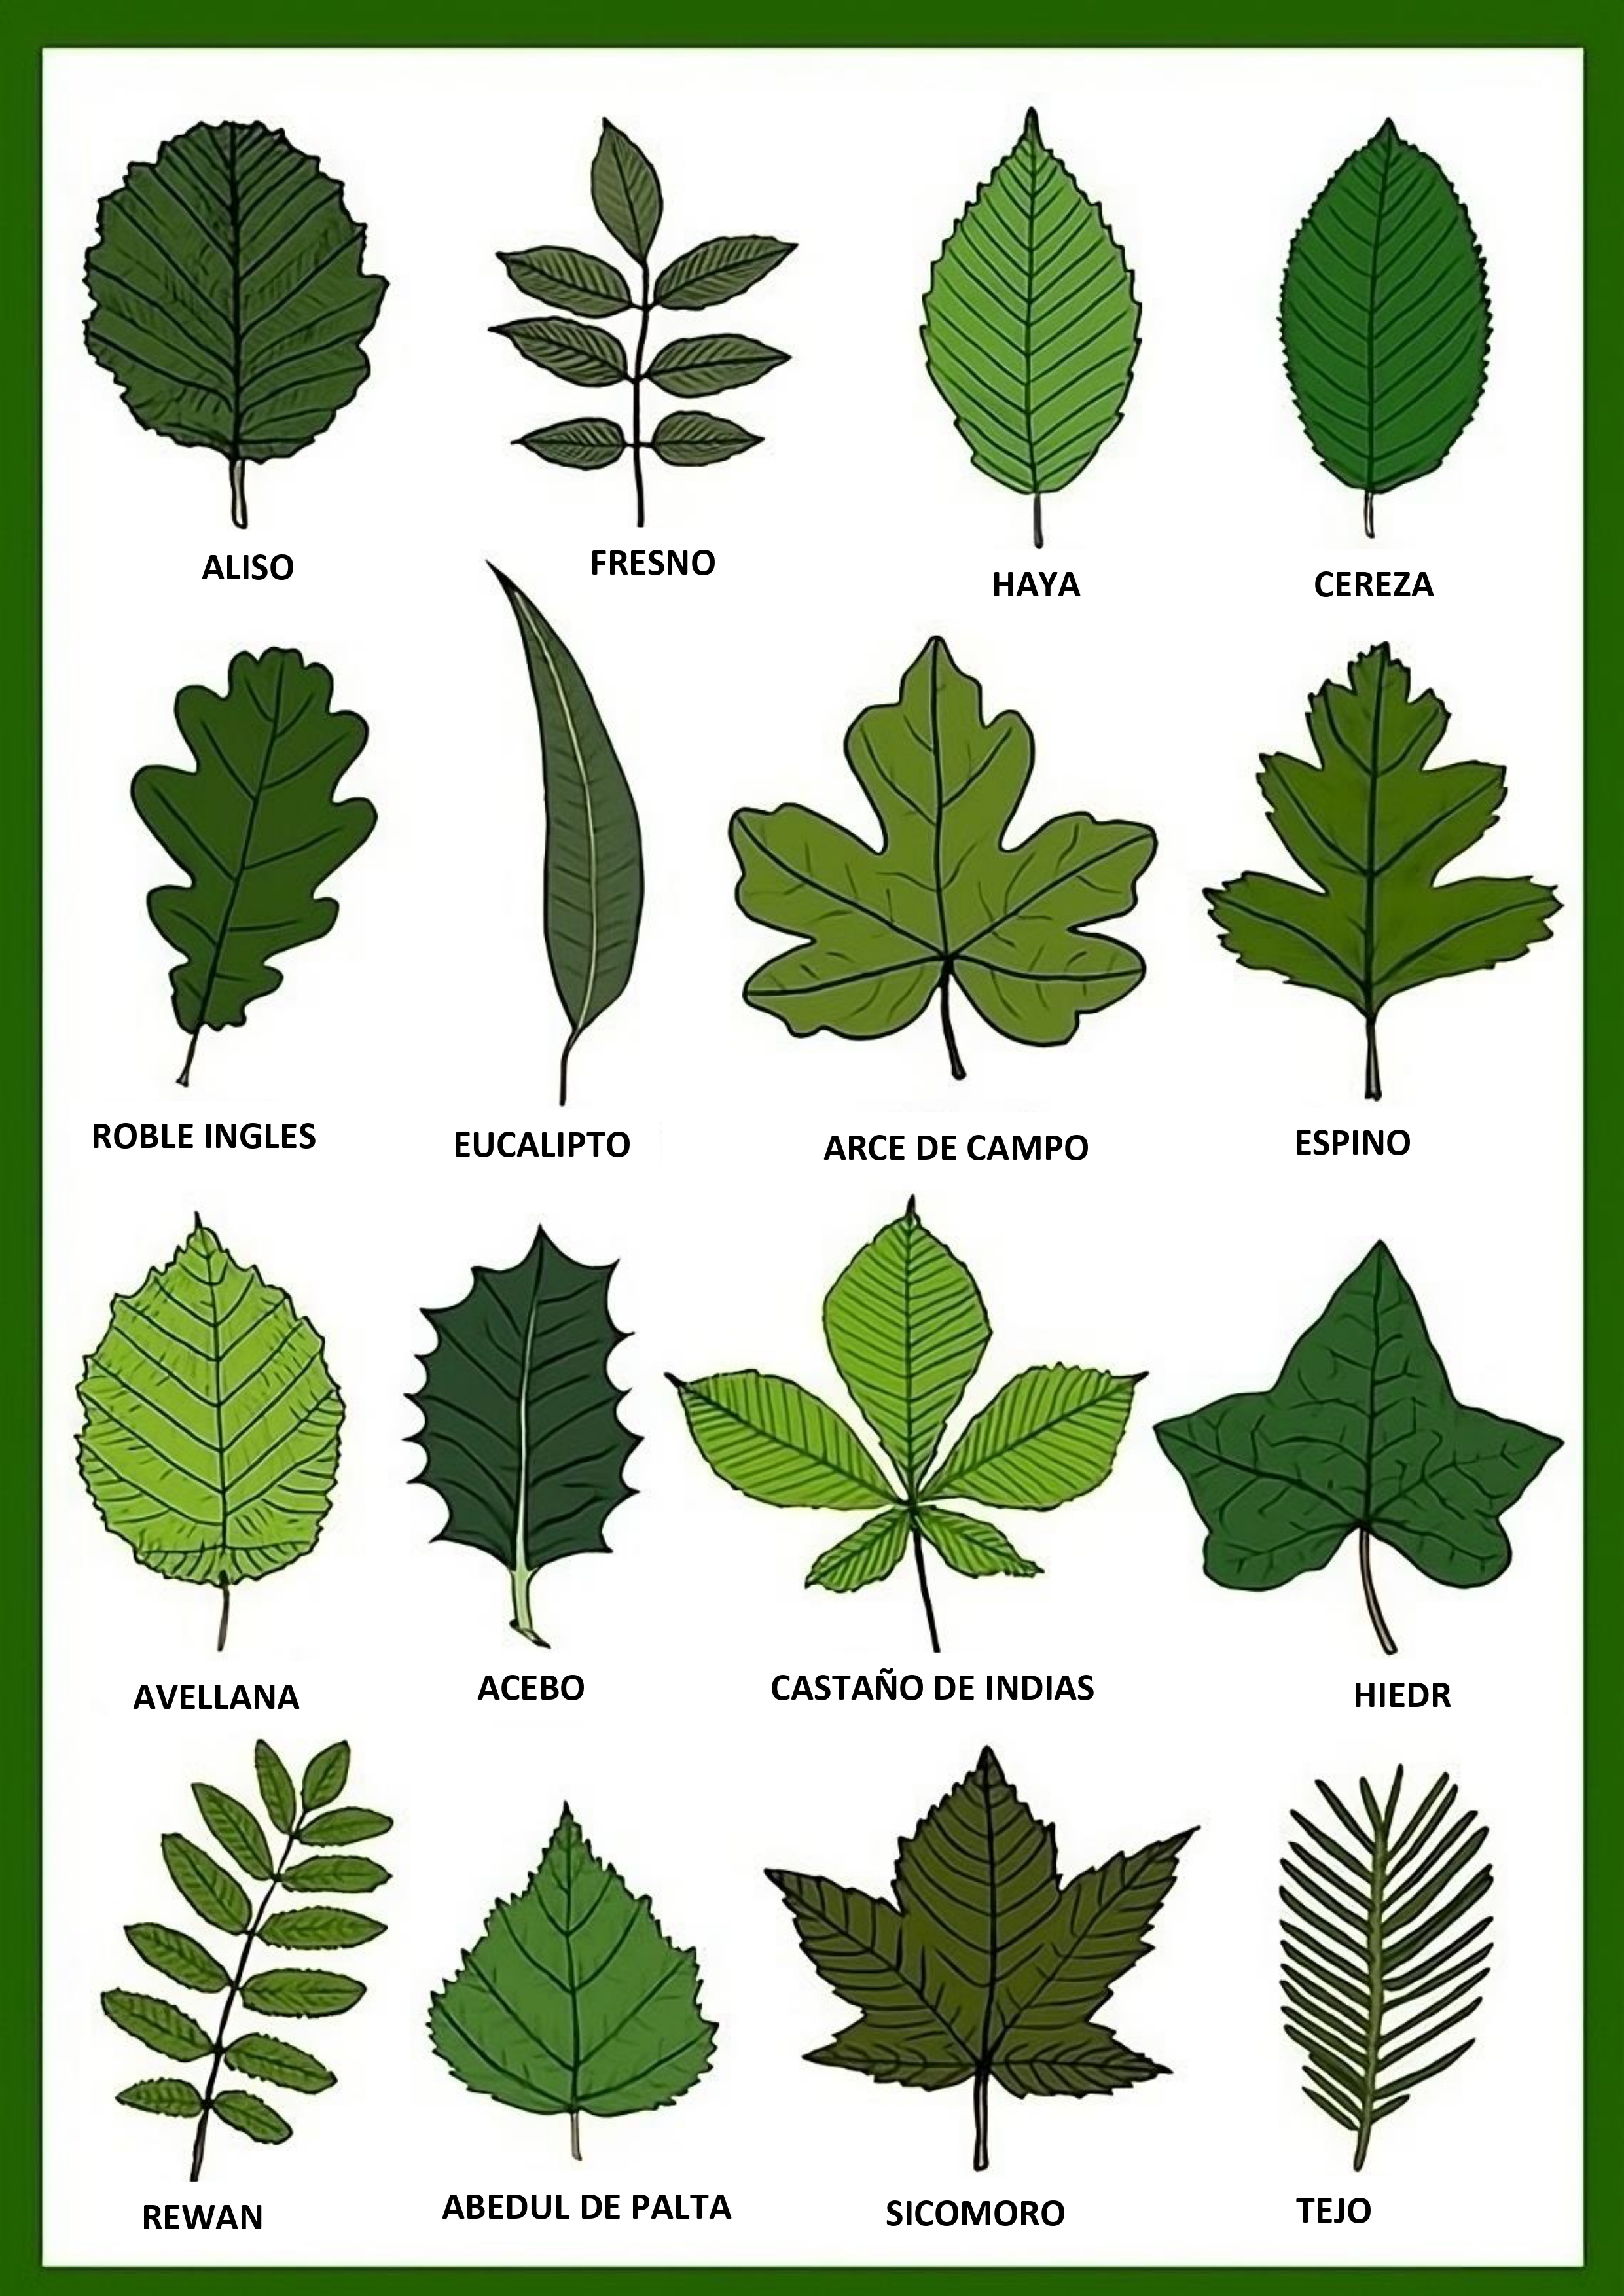 ALISO
FRESNO
HAYA
CEREZA
ROBLE INGLES
EUCALIPTO
ARCE DE CAMPO
ESPINO
AVELLANA
ACEBO
CASTAÑO DE INDIAS
HIEDR
REWAN
ABEDUL DE PALTA
SICOMORO
TEJO